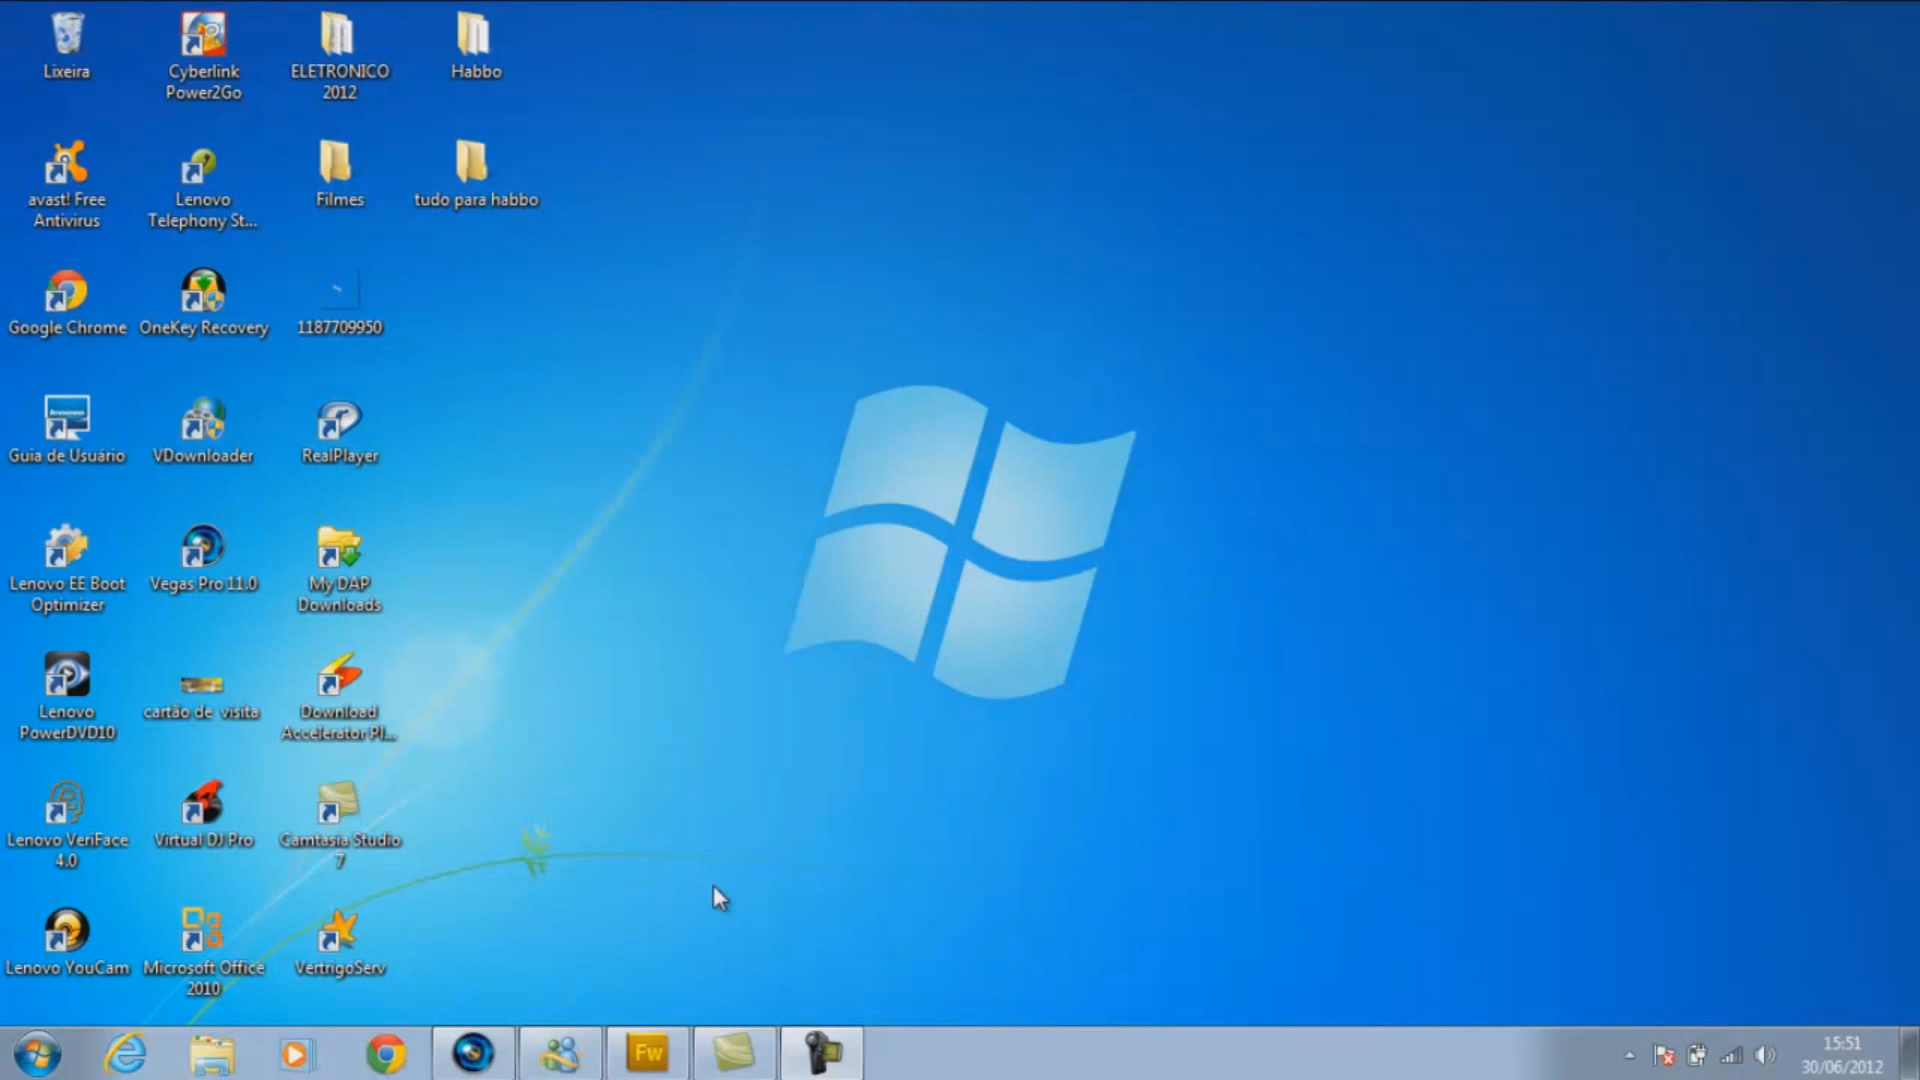 Lixeira
Cyberlink
Power2Go
ELETRONICO
2012
Habbo
avast! Free
Antivirus
Lenovo
Telephony St...
Filmes
tudo para habbo
Google Chrome
OneKey Recovery
1187709950
Guia de Usuário
VDownloader
RealPlayer
Lenovo EE Boot
Optimizer
Vegas Pro 11.0
My DAP
Downloads
Lenovo
PowerDVD10
cartão de visita
Download
Accelerator Pl...
Lenovo VeriFace
4.0
Virtual DJ Pro
Camtasia Studio
7
Lenovo YouCam
Microsoft Office
2010
VertrigoServ
Fw
15:51
30/06/2012